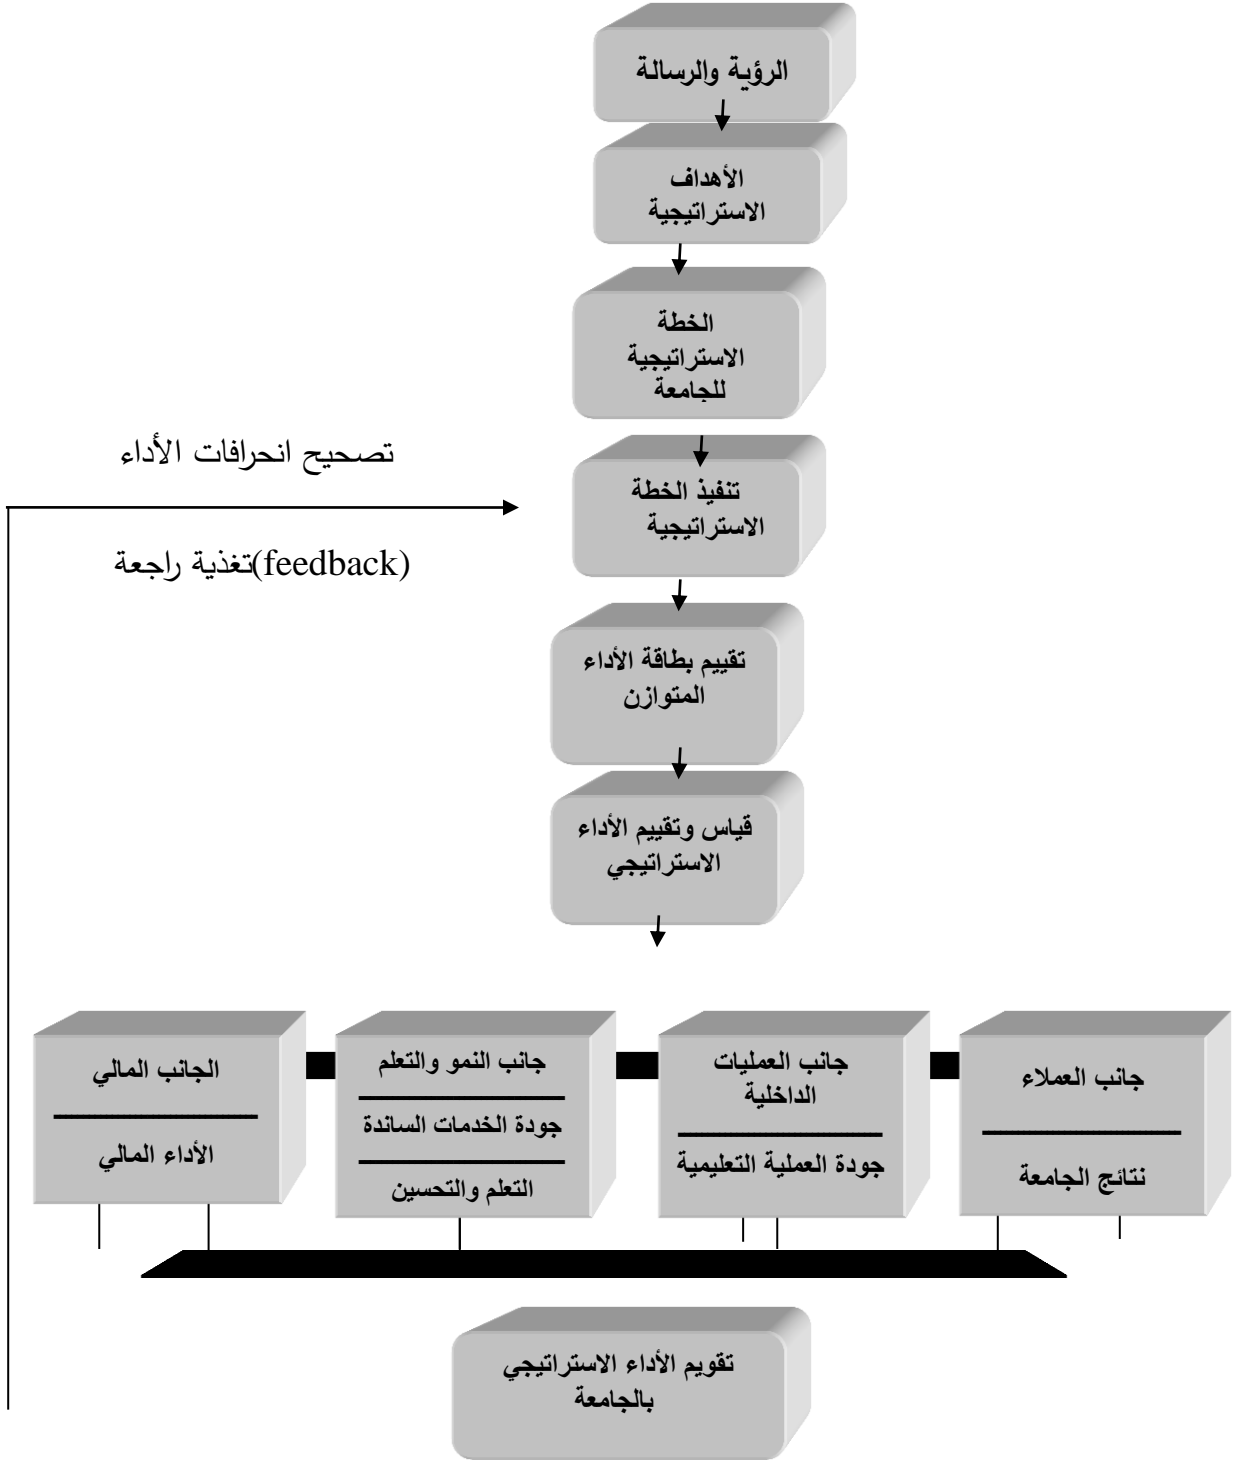 الرؤية والرسالة
الأهداف
الاستراتيجية
الخطة
الاستراتيجية
للجامعة
تصحيح انحرافات الأداء
تنفيذ الخطة
الاستراتيجية
تغذية راجعة(feedback)
تقييم بطاقة الأداء
المتوازن
قياس وتقييم الأداء
الاستراتيجي
جانب العملاء
نتائج الجامعة
جانب العمليات
الداخلية
جودة العملية التعليمية
جانب النمو والتعلم
جودة الخدمات الساندة
التعلم والتحسين
الجانب المالي
الأداء المالي
تقويم الأداء الاستراتيجي
بالجامعة